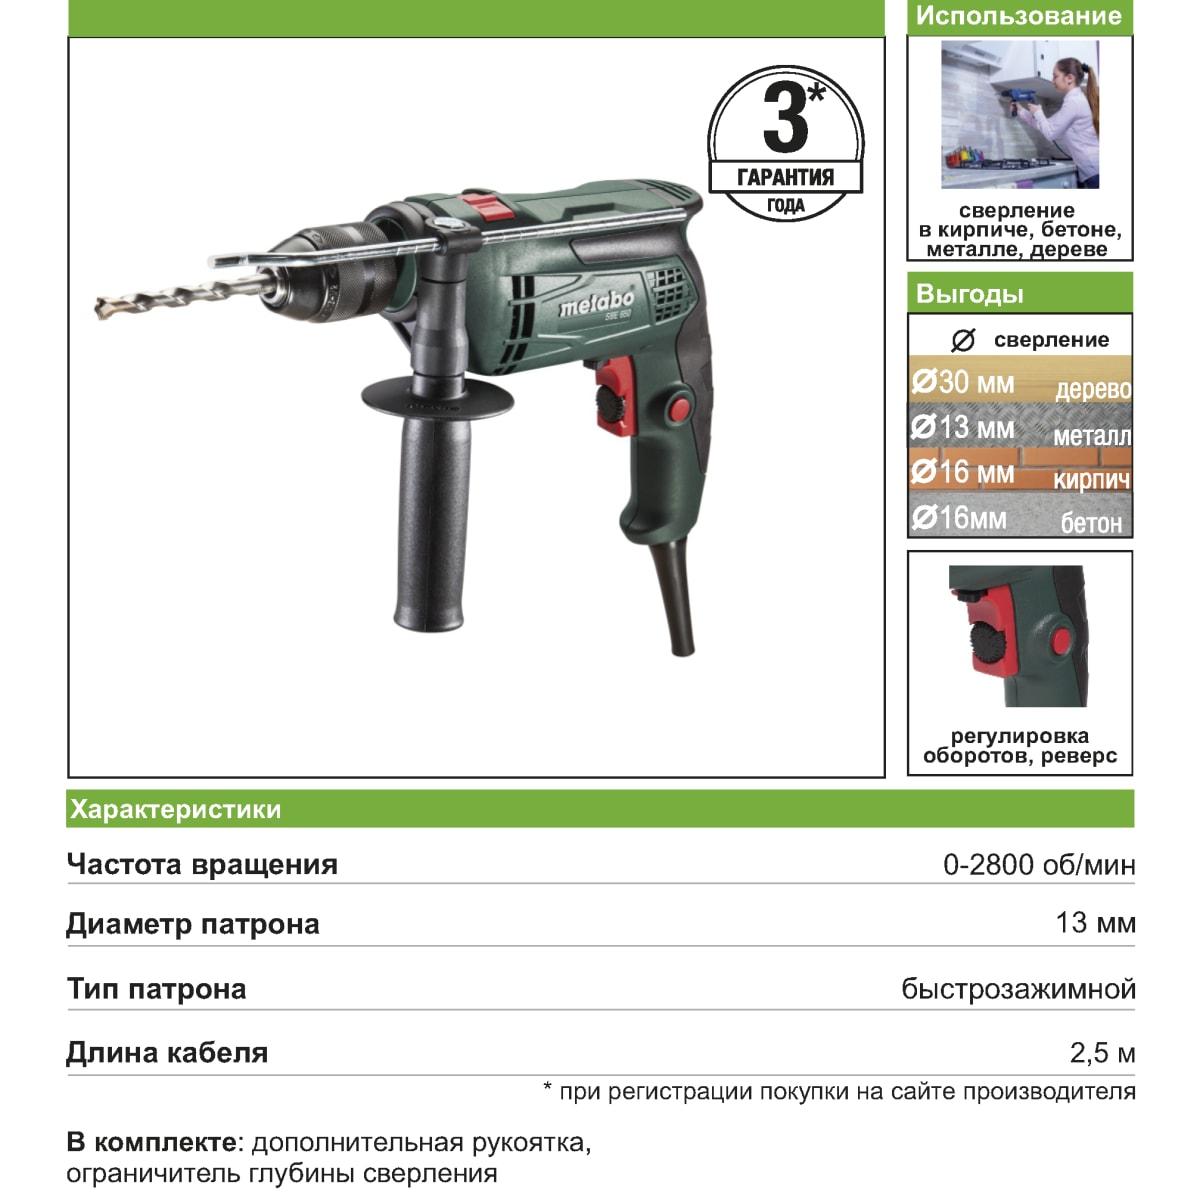 Использование
3*
ГАРАНТИЯ
ГОДА
metabo
SBE 650
сверление
в кирпиче, бетоне,
металле, дереве
Выгоды
Ø сверление
Ø30 мм дерево
Ø13 мм металл
Ø16 мм кирпич
Ø16мм бетон
регулировка
оборотов, реверс
Характеристики
Частота вращения 0-2800 об/мин
Диаметр патрона 13 мм
Тип патрона быстрозажимной
Длина кабеля 2,5 м
* при регистрации покупки на сайте производителя
В комплекте: дополнительная рукоятка,
ограничитель глубины сверления